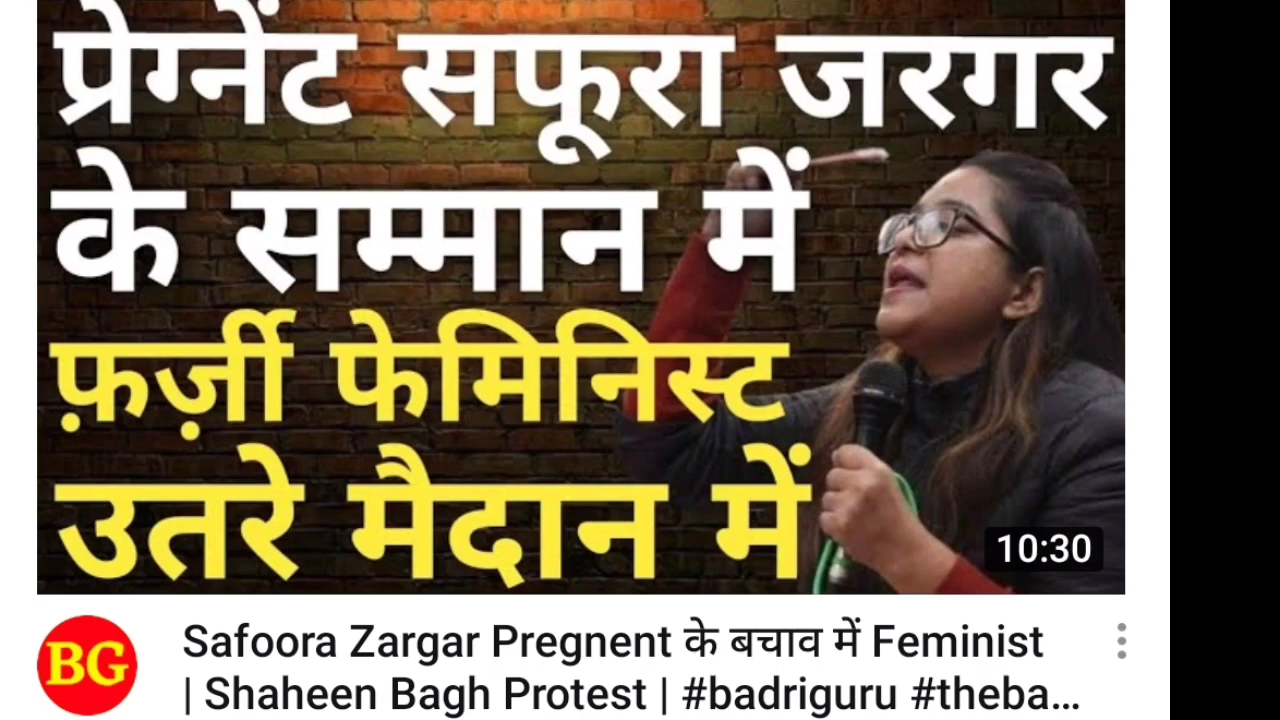 प्रेग्नेंट सफूरा जरगर
के सम्मान में
फ़र्ज़ी फेमिनिस्ट
उतरे मैदान में
10:30
BG
Safoora Zargar Pregnent के बचाव में Feminist
| Shaheen Bagh Protest | #badriguru #theba...